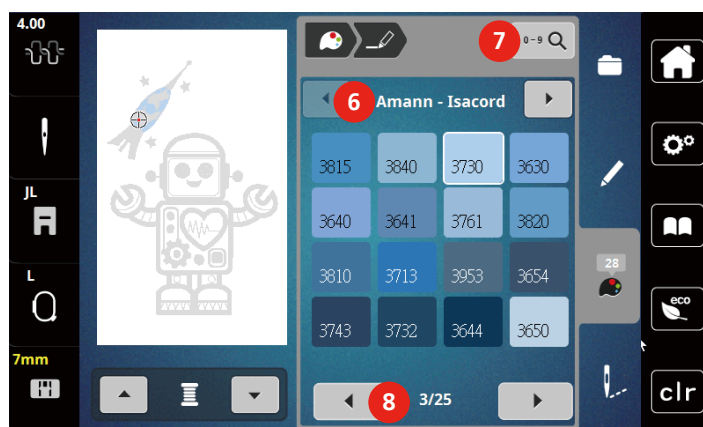 4.00
7
0-9
6
Amann - Isacord
3815 3840 3730 3630
JL
3640 3641 3761 3820
28
L
3810 3713 3953 3654
eco
3743 3732 3644 3650
7mm
8
3/25
clr